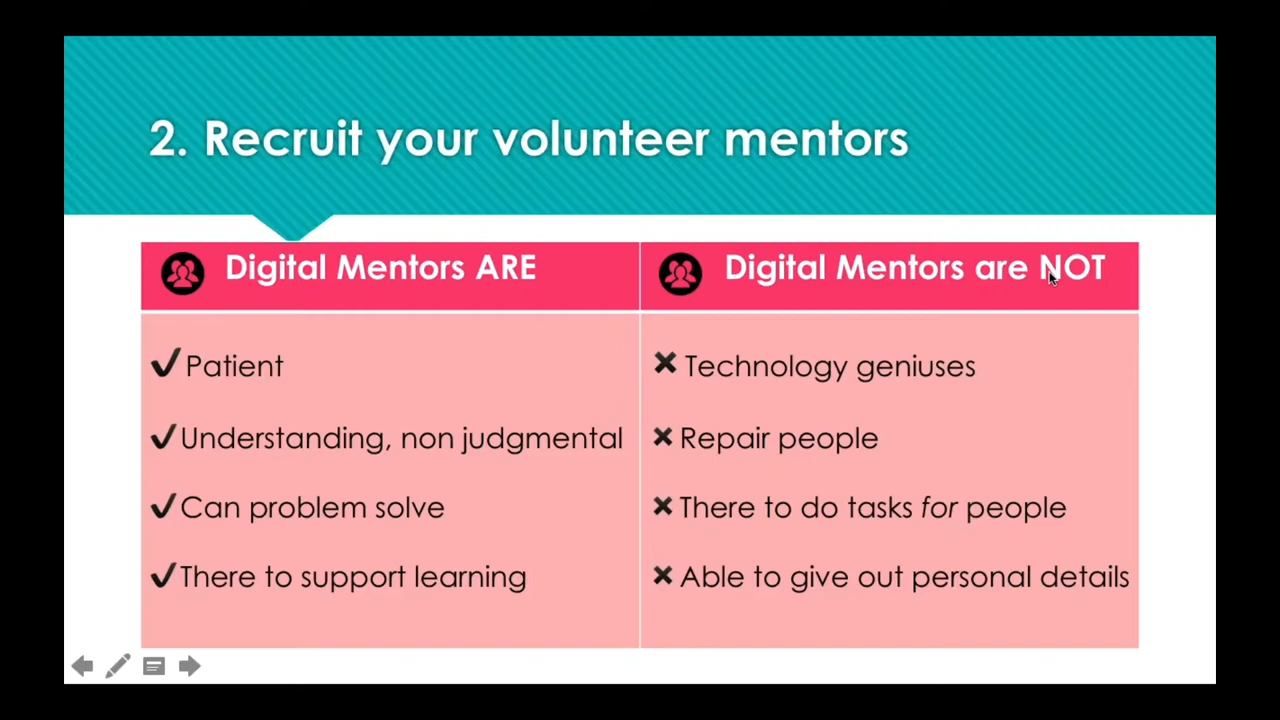 2. Recruit your volunteer mentors
Digital Mentors ARE
Digital Mentors are NOT
Patient
Understanding, non judgmental
Can problem solve
There to support learning
Technology geniuses
Repair people
There to do tasks for people
Able to give out personal details